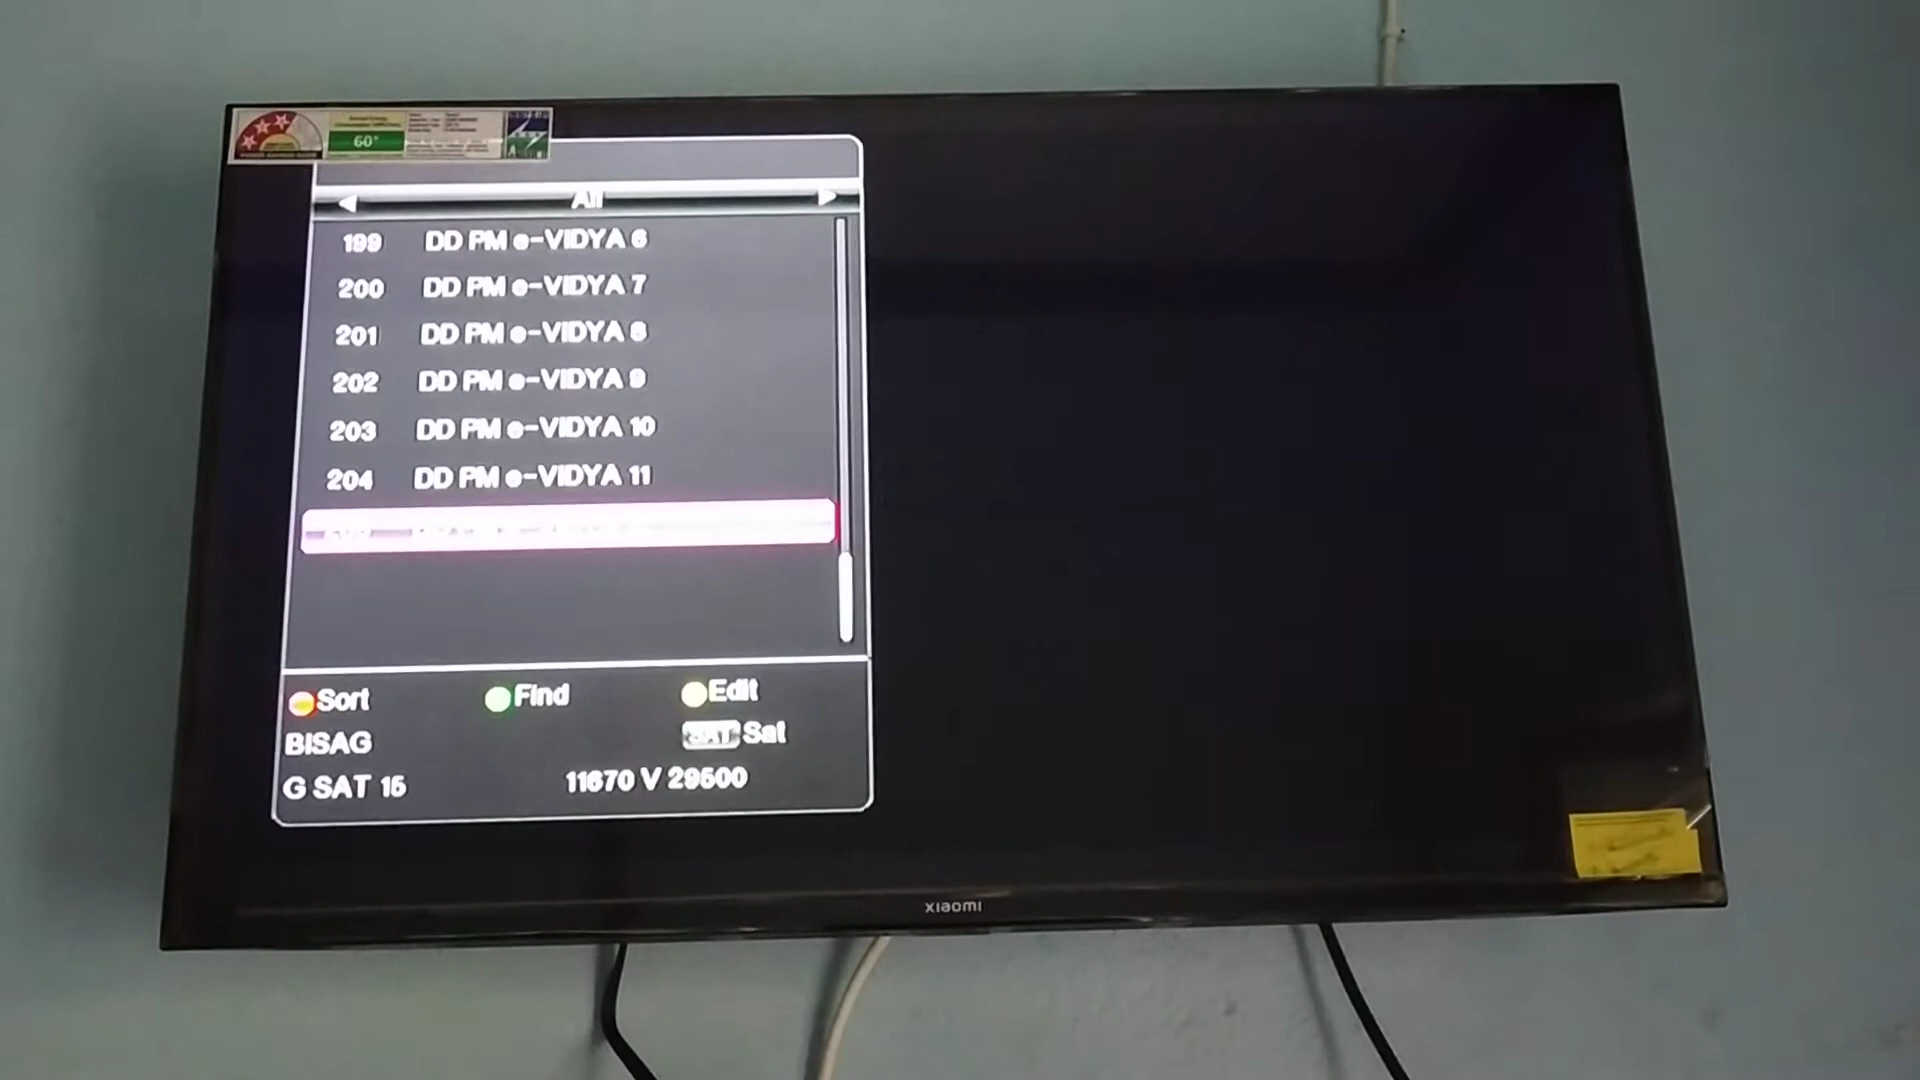 60"
All
199 DD PM e-VIDYA 6
200 DD PM e-VIDYA 7
201 DD PM e-VIDYA 8
202 DD PM e-VIDYA 9
203 DD PM e-VIDYA 10
204 DD PM e-VIDYA 11
Sort Find Edit
BISAG SAT Sat
G SAT 15 11670 V 29500
xiaomi